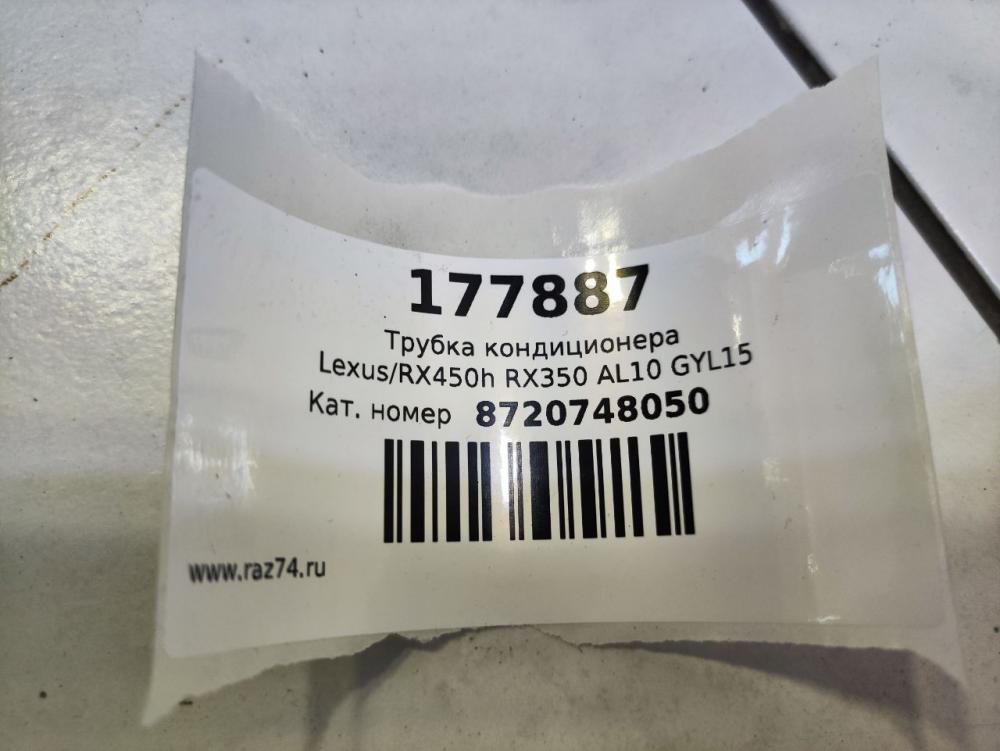 177887
Трубка кондиционера
Lexus/RX450h RX350 AL10 GYL15
Кат. номер 8720748050
www.raz74.ru